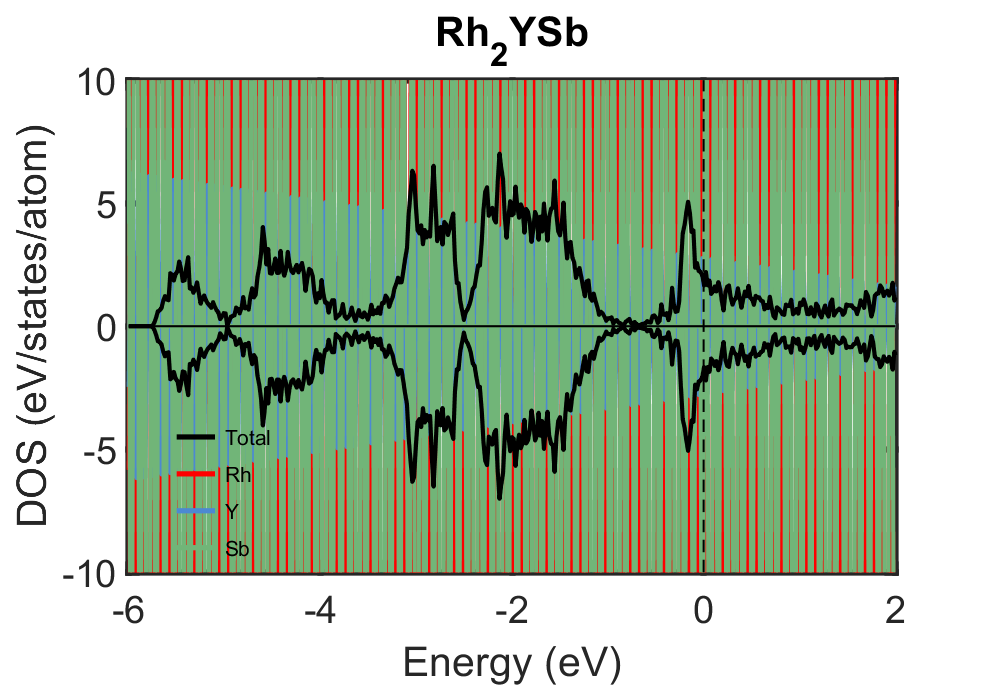 Rh2YSb
DOS (eV/states/atom)
10
5
0
-5
-10
Total
Rh
Y
Sb
-6
-4
-2
0
2
Energy (eV)